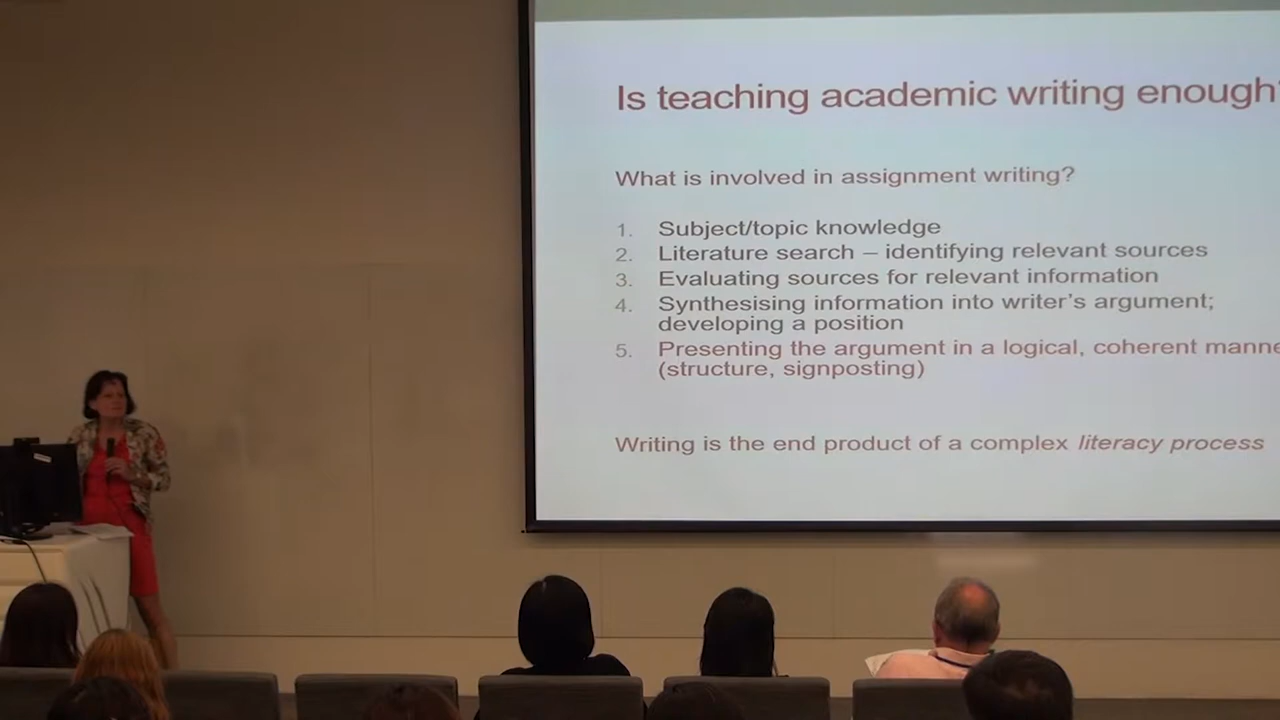 Is teaching academic writing enough?
What is involved in assignment writing?
1. Subject/topic knowledge
2. Literature search – identifying relevant sources
3. Evaluating sources for relevant information
4. Synthesising information into writer's argument;
developing a position
5. Presenting the argument in a logical, coherent
(structure, signposting)
Writing is the end product of a complex literacy process